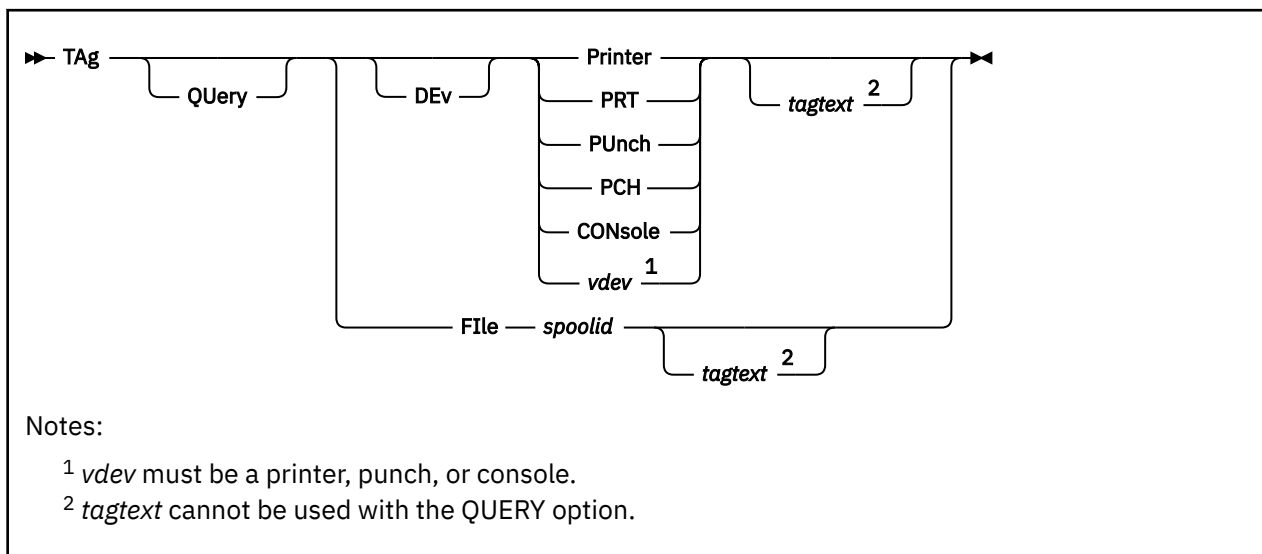 TAg QUery DEv Printer tagtext 2
PRT
PUnch
PCH
CONsole
vdev 1
FIle spoolid tagtext 2
Notes:
1 vdev must be a printer, punch, or console.
2 tagtext cannot be used with the QUERY option.